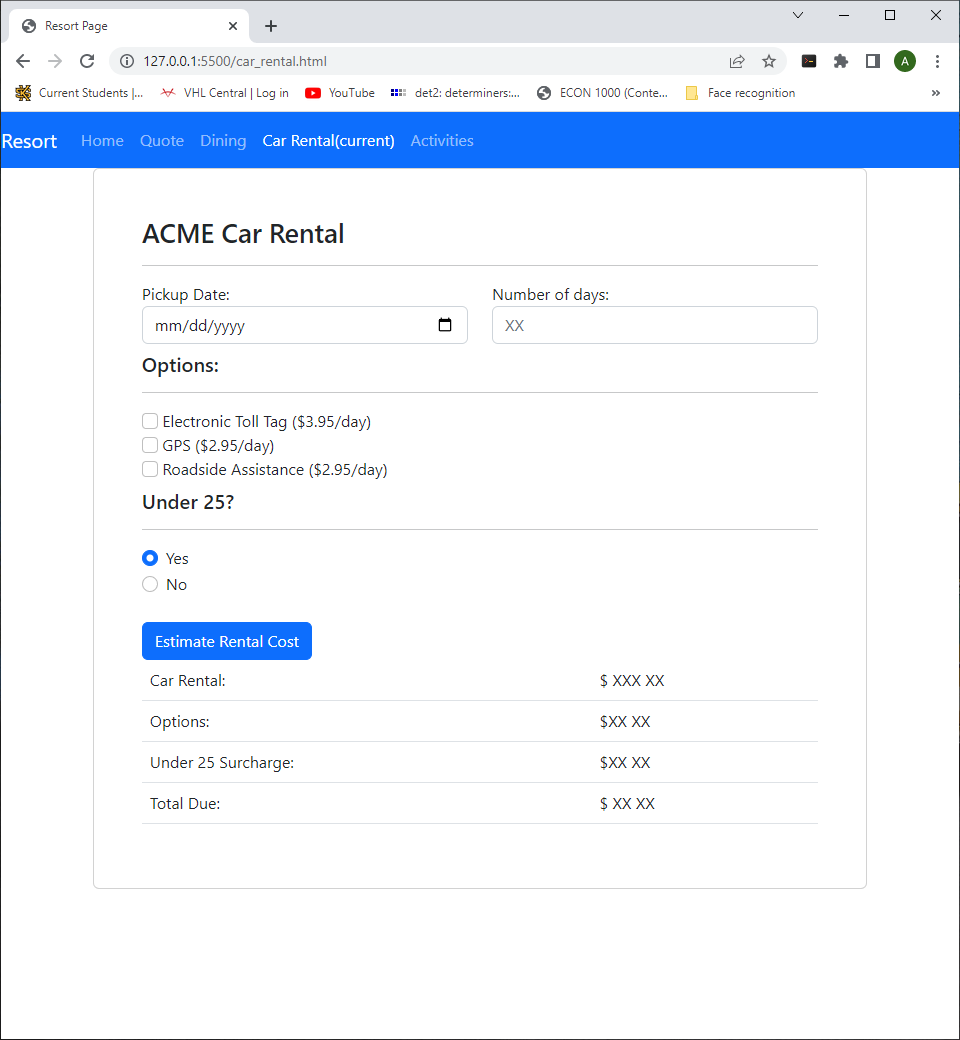 Resort Page
127.0.0.1:5500/car_rental.html
A
Current Students |... VHL Central | Log in YouTube det2: determiners:... ECON 1000 (Conte... Face recognition »
Resort Home Quote Dining Car Rental(current) Activities
ACME Car Rental
Pickup Date: Number of days:
mm/dd/yyyy XX
Options:
Electronic Toll Tag ($3.95/day)
GPS ($2.95/day)
Roadside Assistance ($2.95/day)
Under 25?
Yes
No
Estimate Rental Cost
Car Rental: $ XXX XX
Options: $XX XX
Under 25 Surcharge: $XX XX
Total Due: $ XX XX